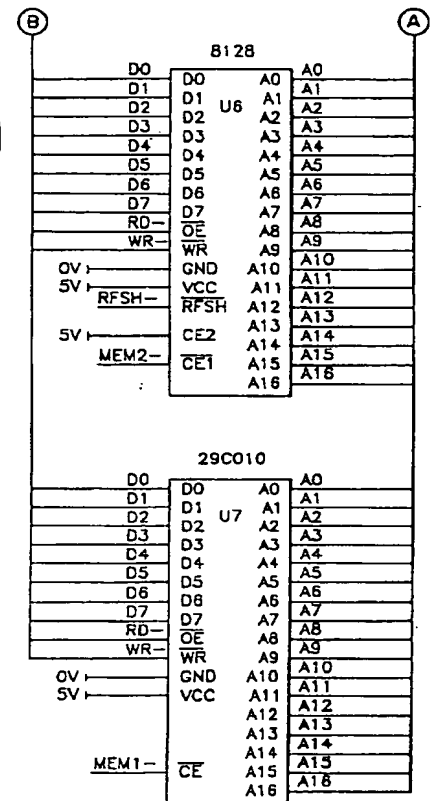 B A
8128
D0 D0 A0 A0
D1 D1 U6 A1 A1
D2 D2 A2 A2
D3 D3 A3 A3
D4 D4 A4 A4
D5 D5 A5 A5
D6 D6 A6 A6
D7 D7 A7 A7
RD- OE A8 A8
WR- WR A9 A9
0V GND A10 A10
5V VCC A11 A11
RFSH- RFSH A12 A12
A13 A13
5V CE2 A14 A14
MEM2- CE1 A15 A15
A16 A16
29C010
D0 D0 A0 A0
D1 D1 U7 A1 A1
D2 D2 A2 A2
D3 D3 A3 A3
D4 D4 A4 A4
D5 D5 A5 A5
D6 D6 A6 A6
D7 D7 A7 A7
RD- OE A8 A8
WR- WR A9 A9
0V GND A10 A10
5V VCC A11 A11
A12 A12
A13 A13
A14 A14
MEM1- CE A15 A15
A16 A16